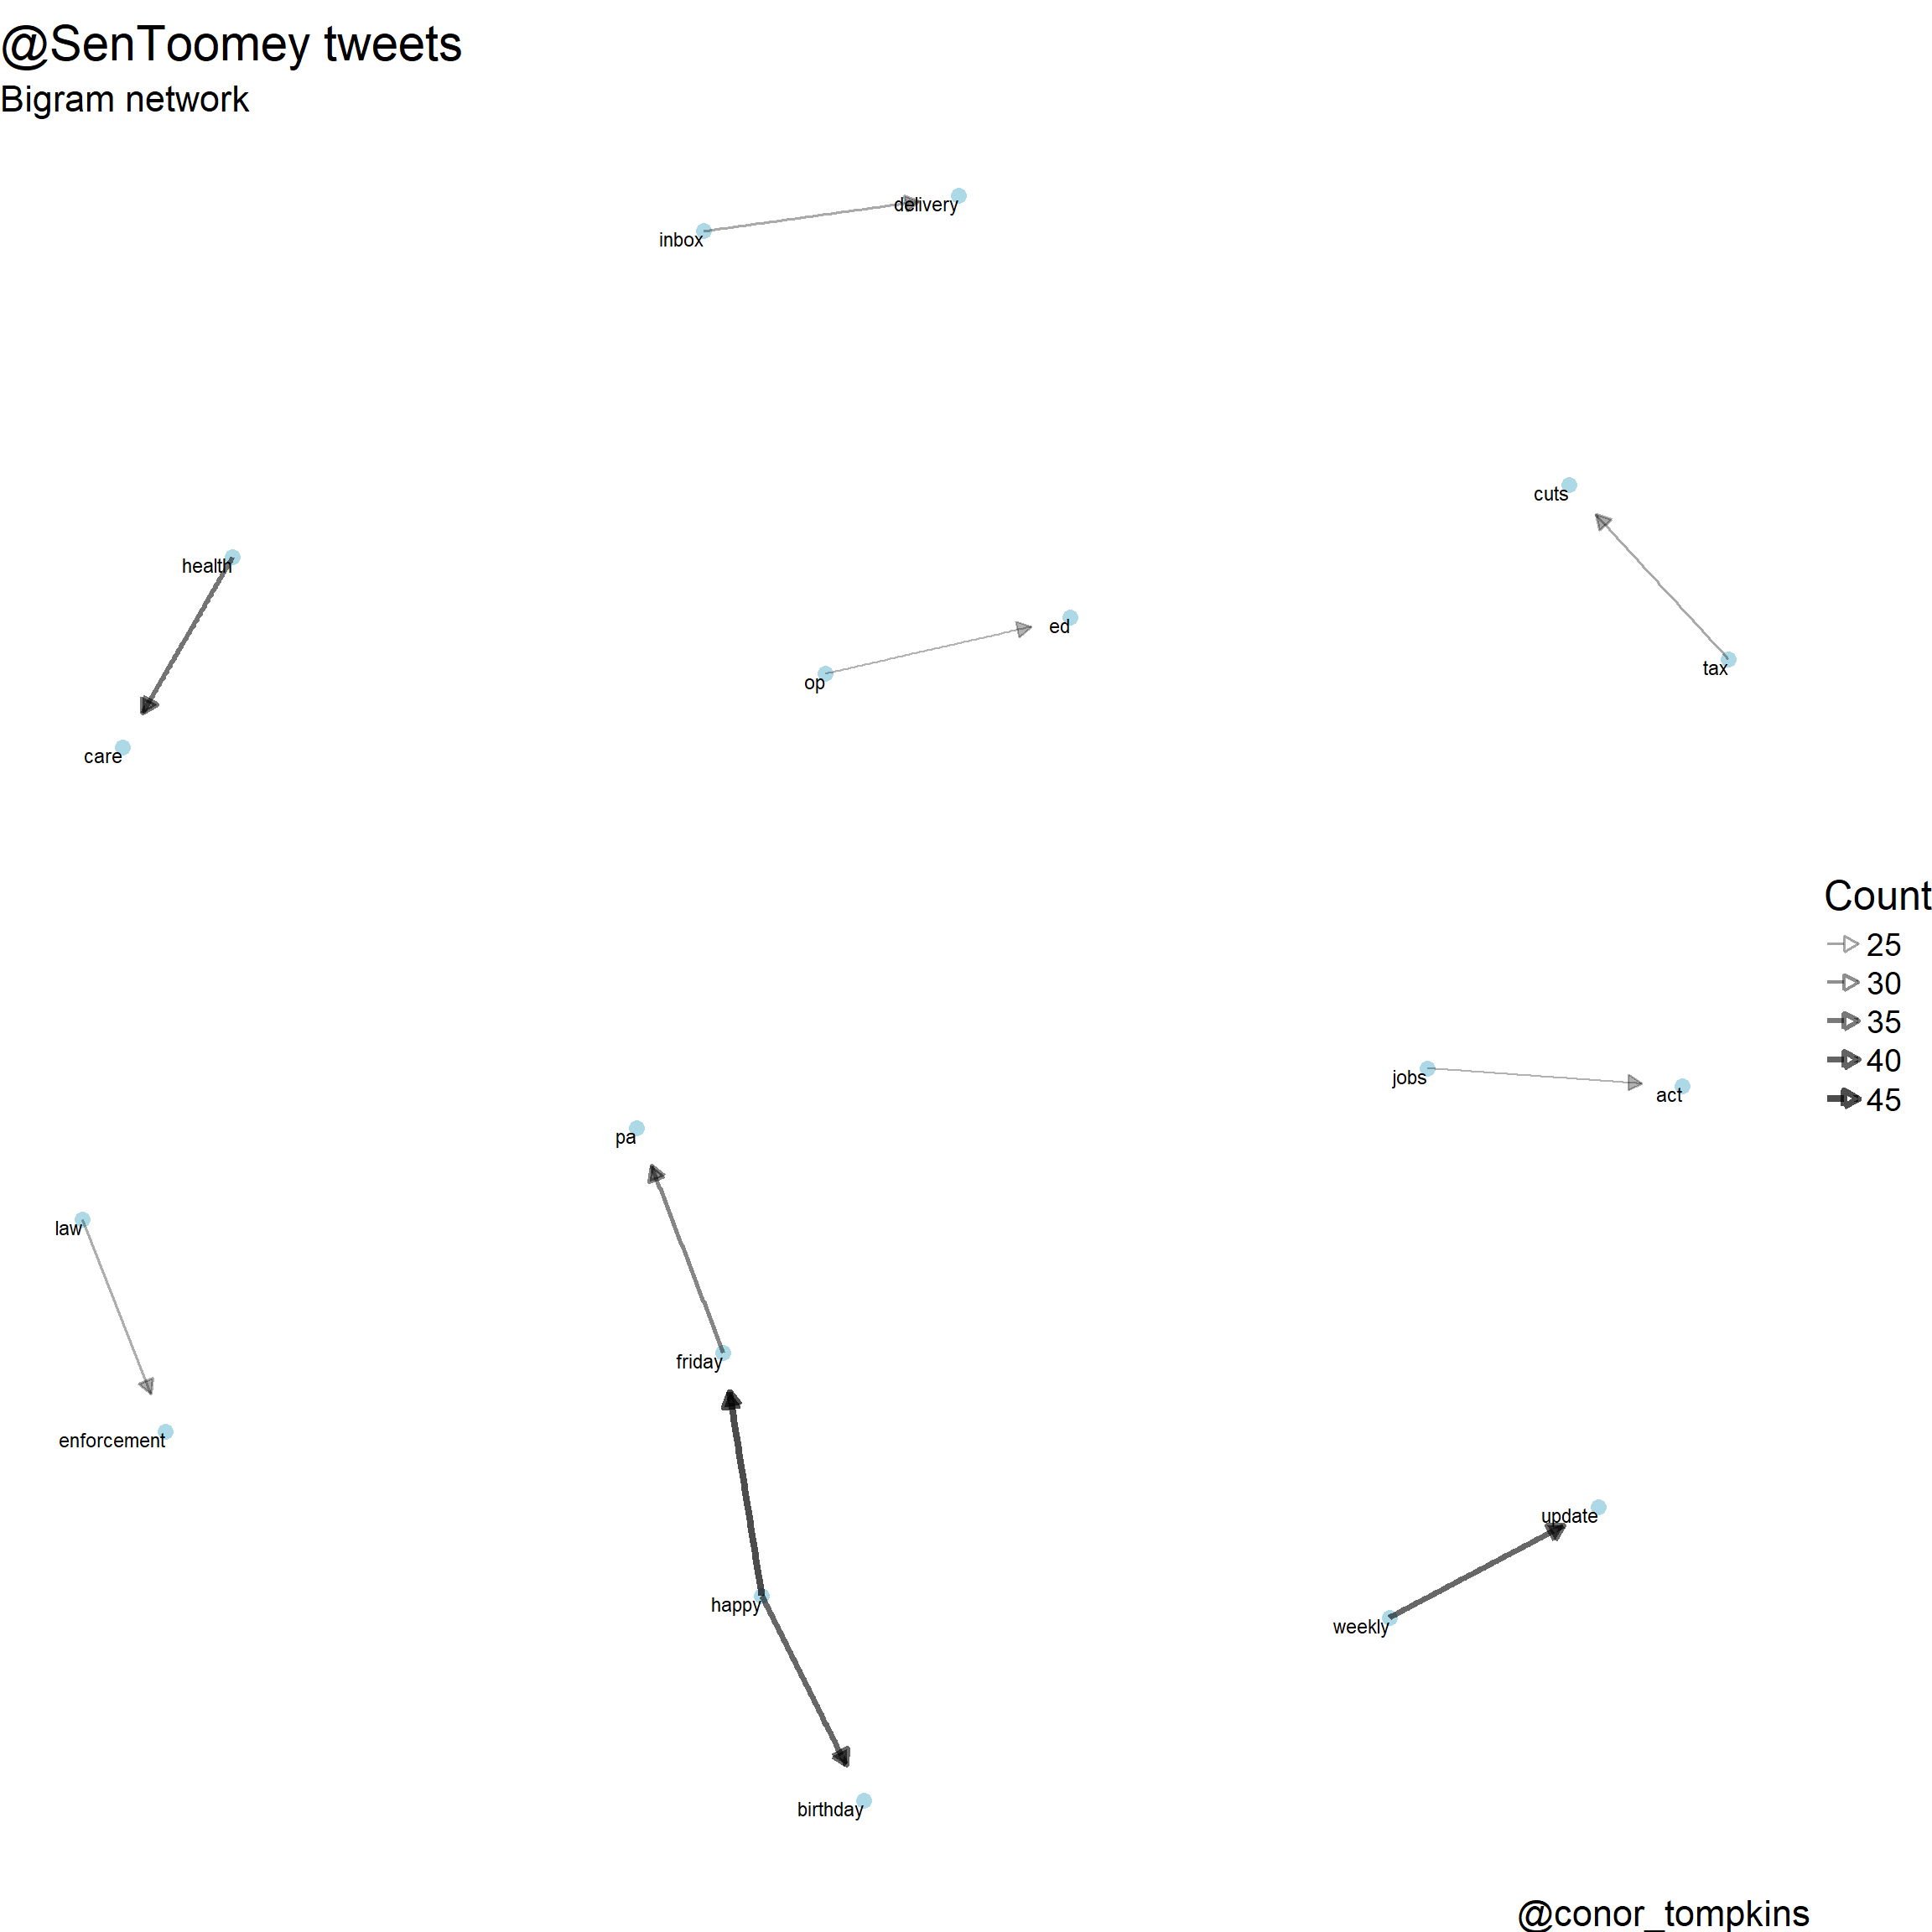 @SenToomey tweets
Bigram network
delivery
inbox
cuts
health
ed
tax
op
care
Count
25
30
35
40
45
jobs
act
pa
law
friday
enforcement
update
happy
weekly
birthday
@conor_tompkins